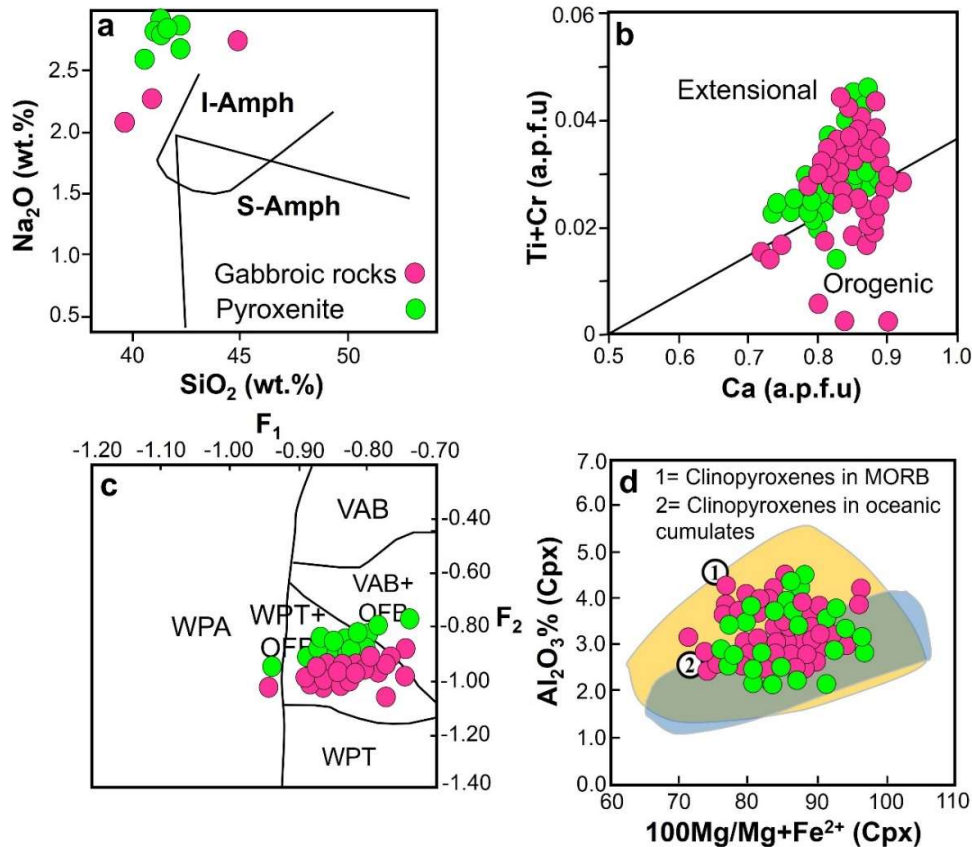 a
Na₂O (wt.%)
2.5
2.0
1.5
1.0
0.5
I-Amph
S-Amph
Gabbroic rocks
Pyroxenite
40 45 50
SiO₂ (wt.%)
b
Ti+Cr (a.p.f.u)
0.06
0.04
0.02
0
Extensional
Orogenic
0.5 0.6 0.7 0.8 0.9 1.0
Ca (a.p.f.u)
c
F₁
-1.20 -1.00 -0.90 -0.80 -0.70
VAB
VAB+
OFB
WPT+
OFB
WPA
WPT
-0.40
-0.60
-0.80
-1.00
-1.20
-1.40
F₂
d
1= Clinopyroxenes in MORB
2= Clinopyroxenes in oceanic
cumulates
Al₂O₃% (Cpx)
7.0
6.0
5.0
4.0
3.0
2.0
1.0
0.0
1
2
60 70 80 90 100 110
100Mg/Mg+Fe²⁺ (Cpx)